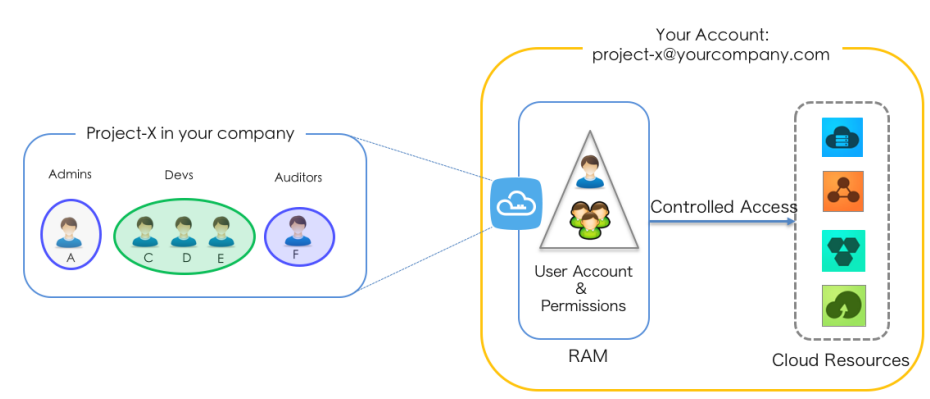 Your Account:
project-x@yourcompany.com
Project-X in your company
Admins
Devs
Auditors
A
C
D
E
F
User Account
&
Permissions
RAM
Controlled Access
Cloud Resources